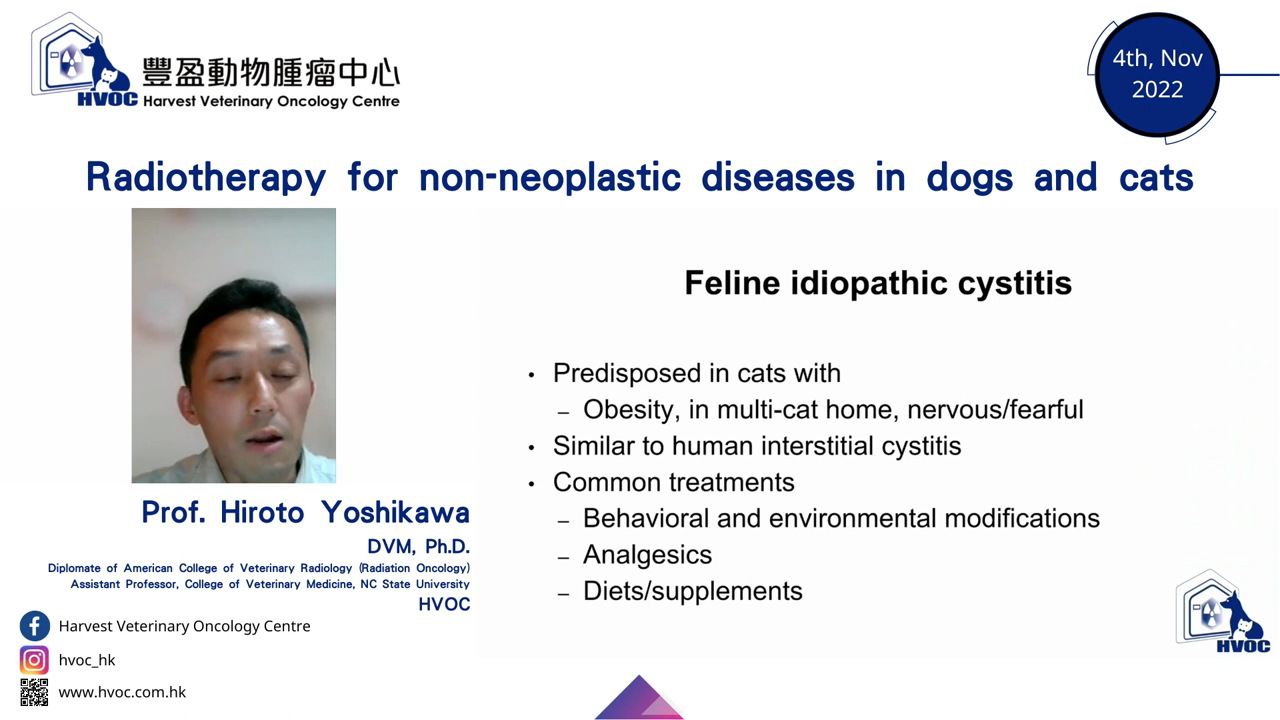 豐盈動物腫瘤中心
HVOC Harvest Veterinary Oncology Centre
4th, Nov
2022
Radiotherapy for non-neoplastic diseases in dogs and cats
Feline idiopathic cystitis
• Predisposed in cats with
– Obesity, in multi-cat home, nervous/fearful
• Similar to human interstitial cystitis
• Common treatments
– Behavioral and environmental modifications
– Analgesics
– Diets/supplements
Prof. Hiroto Yoshikawa
DVM, Ph.D.
Diplomate of American College of Veterinary Radiology (Radiation Oncology)
Assistant Professor, College of Veterinary Medicine, NC State University
HVOC
Harvest Veterinary Oncology Centre
hvoc_hk
www.hvoc.com.hk
HVOC